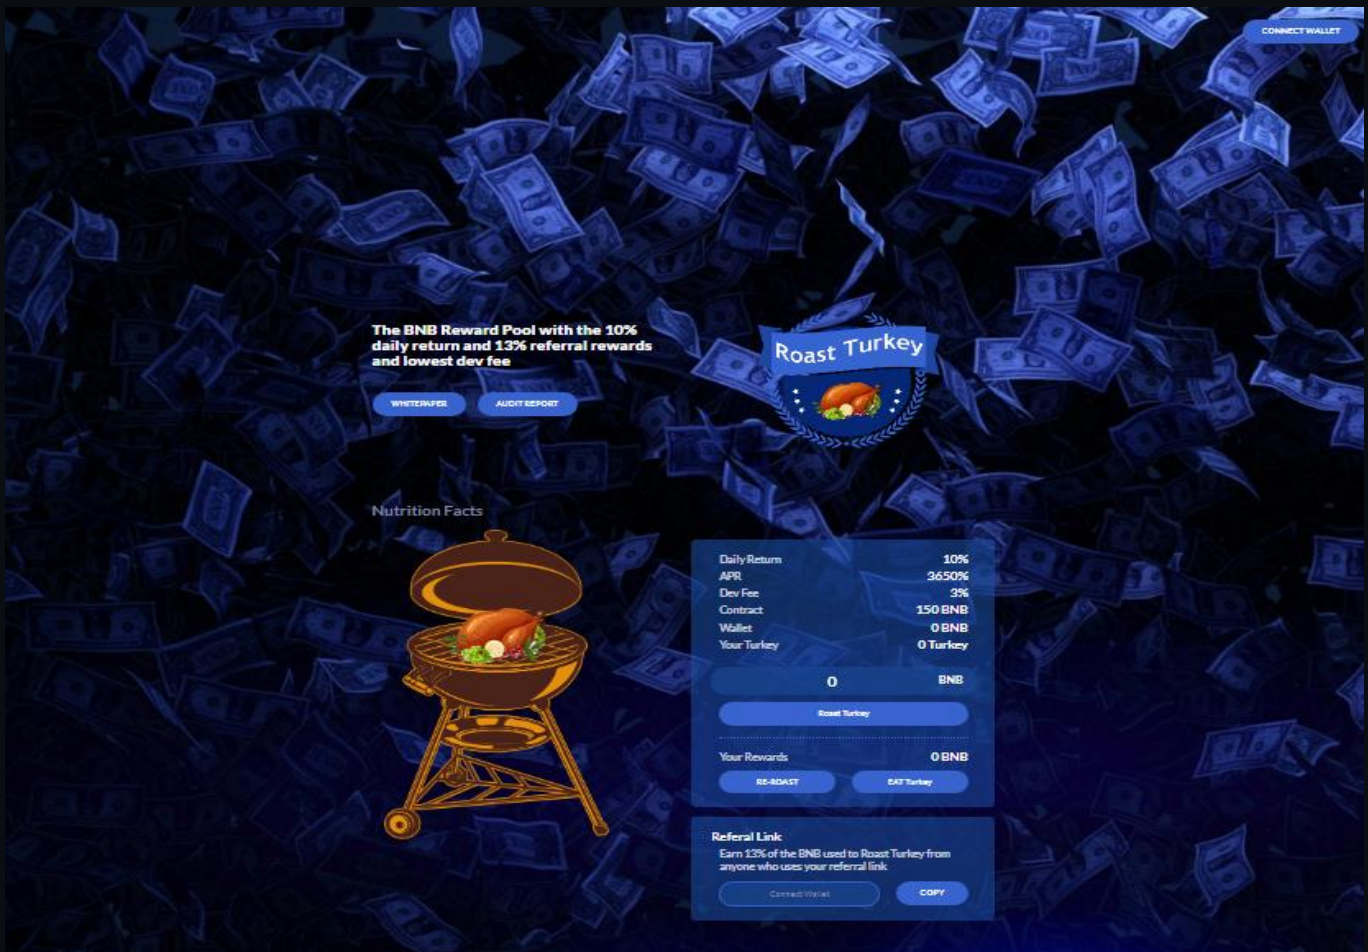 CONNECT WALLET
The BNB Reward Pool with the 10%
daily return and 13% referral rewards
and lowest dev fee
WHITEPAPER
AUDIT REPORT
Roast Turkey
Nutrition Facts
Daily Return 10%
APR 3650%
Dev Fee 3%
Contract 150 BNB
Wallet 0 BNB
Your Turkey 0 Turkey
0 BNB
Roast Turkey
Your Rewards 0 BNB
RE-ROAST
EAT Turkey
Referal Link
Earn 13% of the BNB used to Roast Turkey from
anyone who uses your referral link
Connect Wallet
COPY